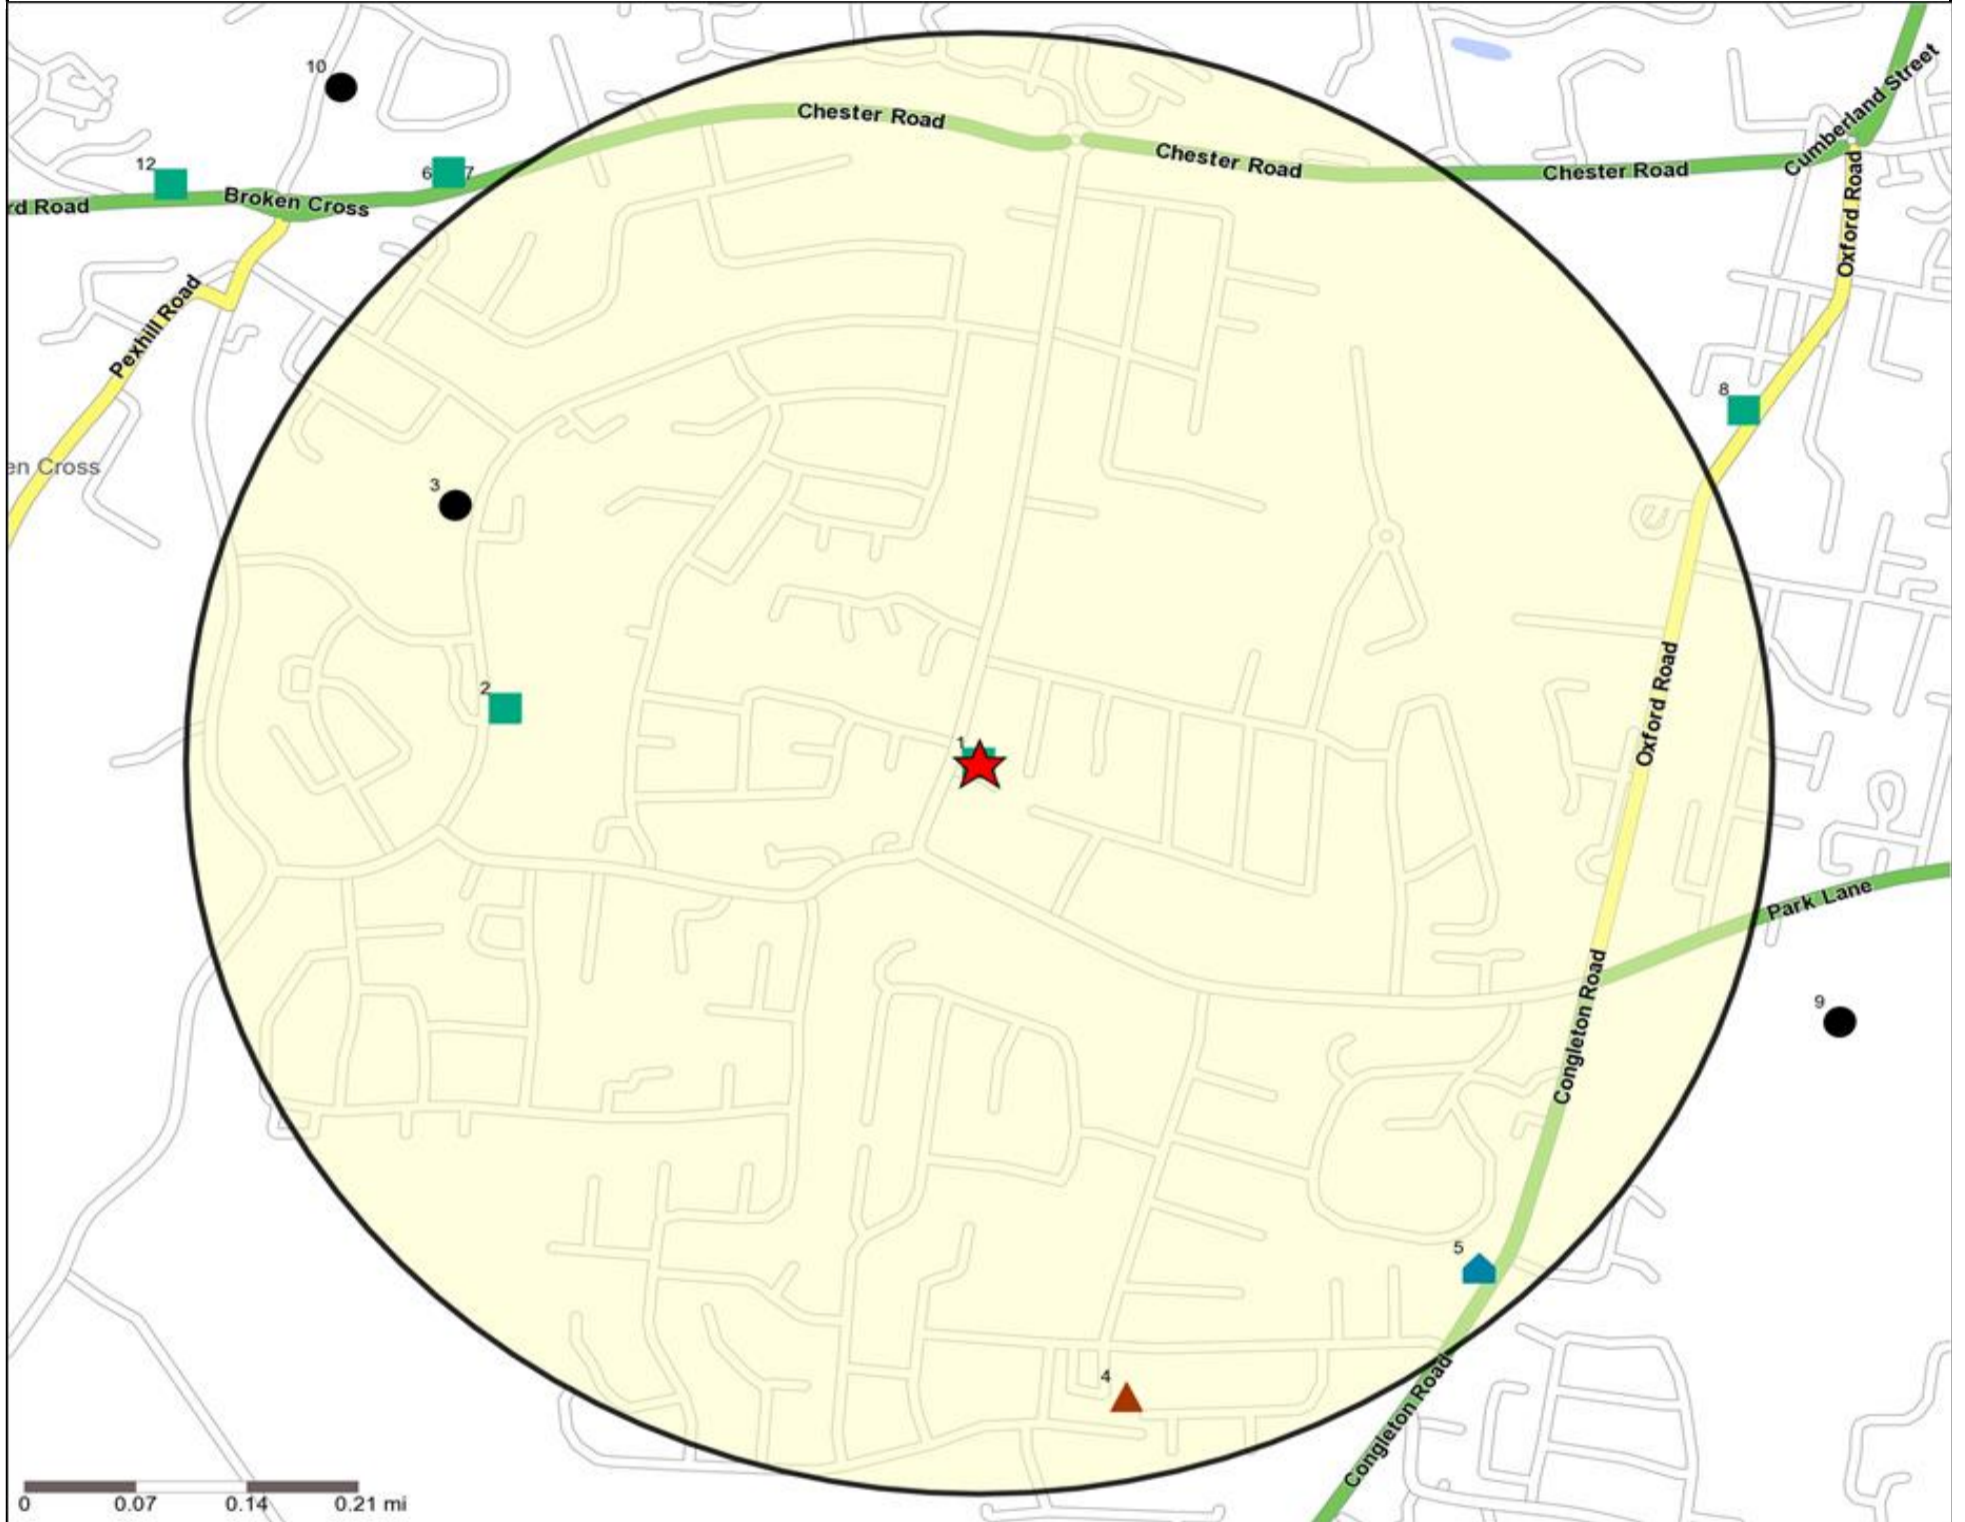 10
Cumberland Street
Chester Road
Chester Road
Chester Road
12
6
7
rd Road
Broken Cross
Oxford Road
Pexhill Road
8
en Cross
3
2
Oxford Road
1
Park Lane
9
Congleton Road
5
4
Congleton Road
0
0.07
0.14
0.21 mi